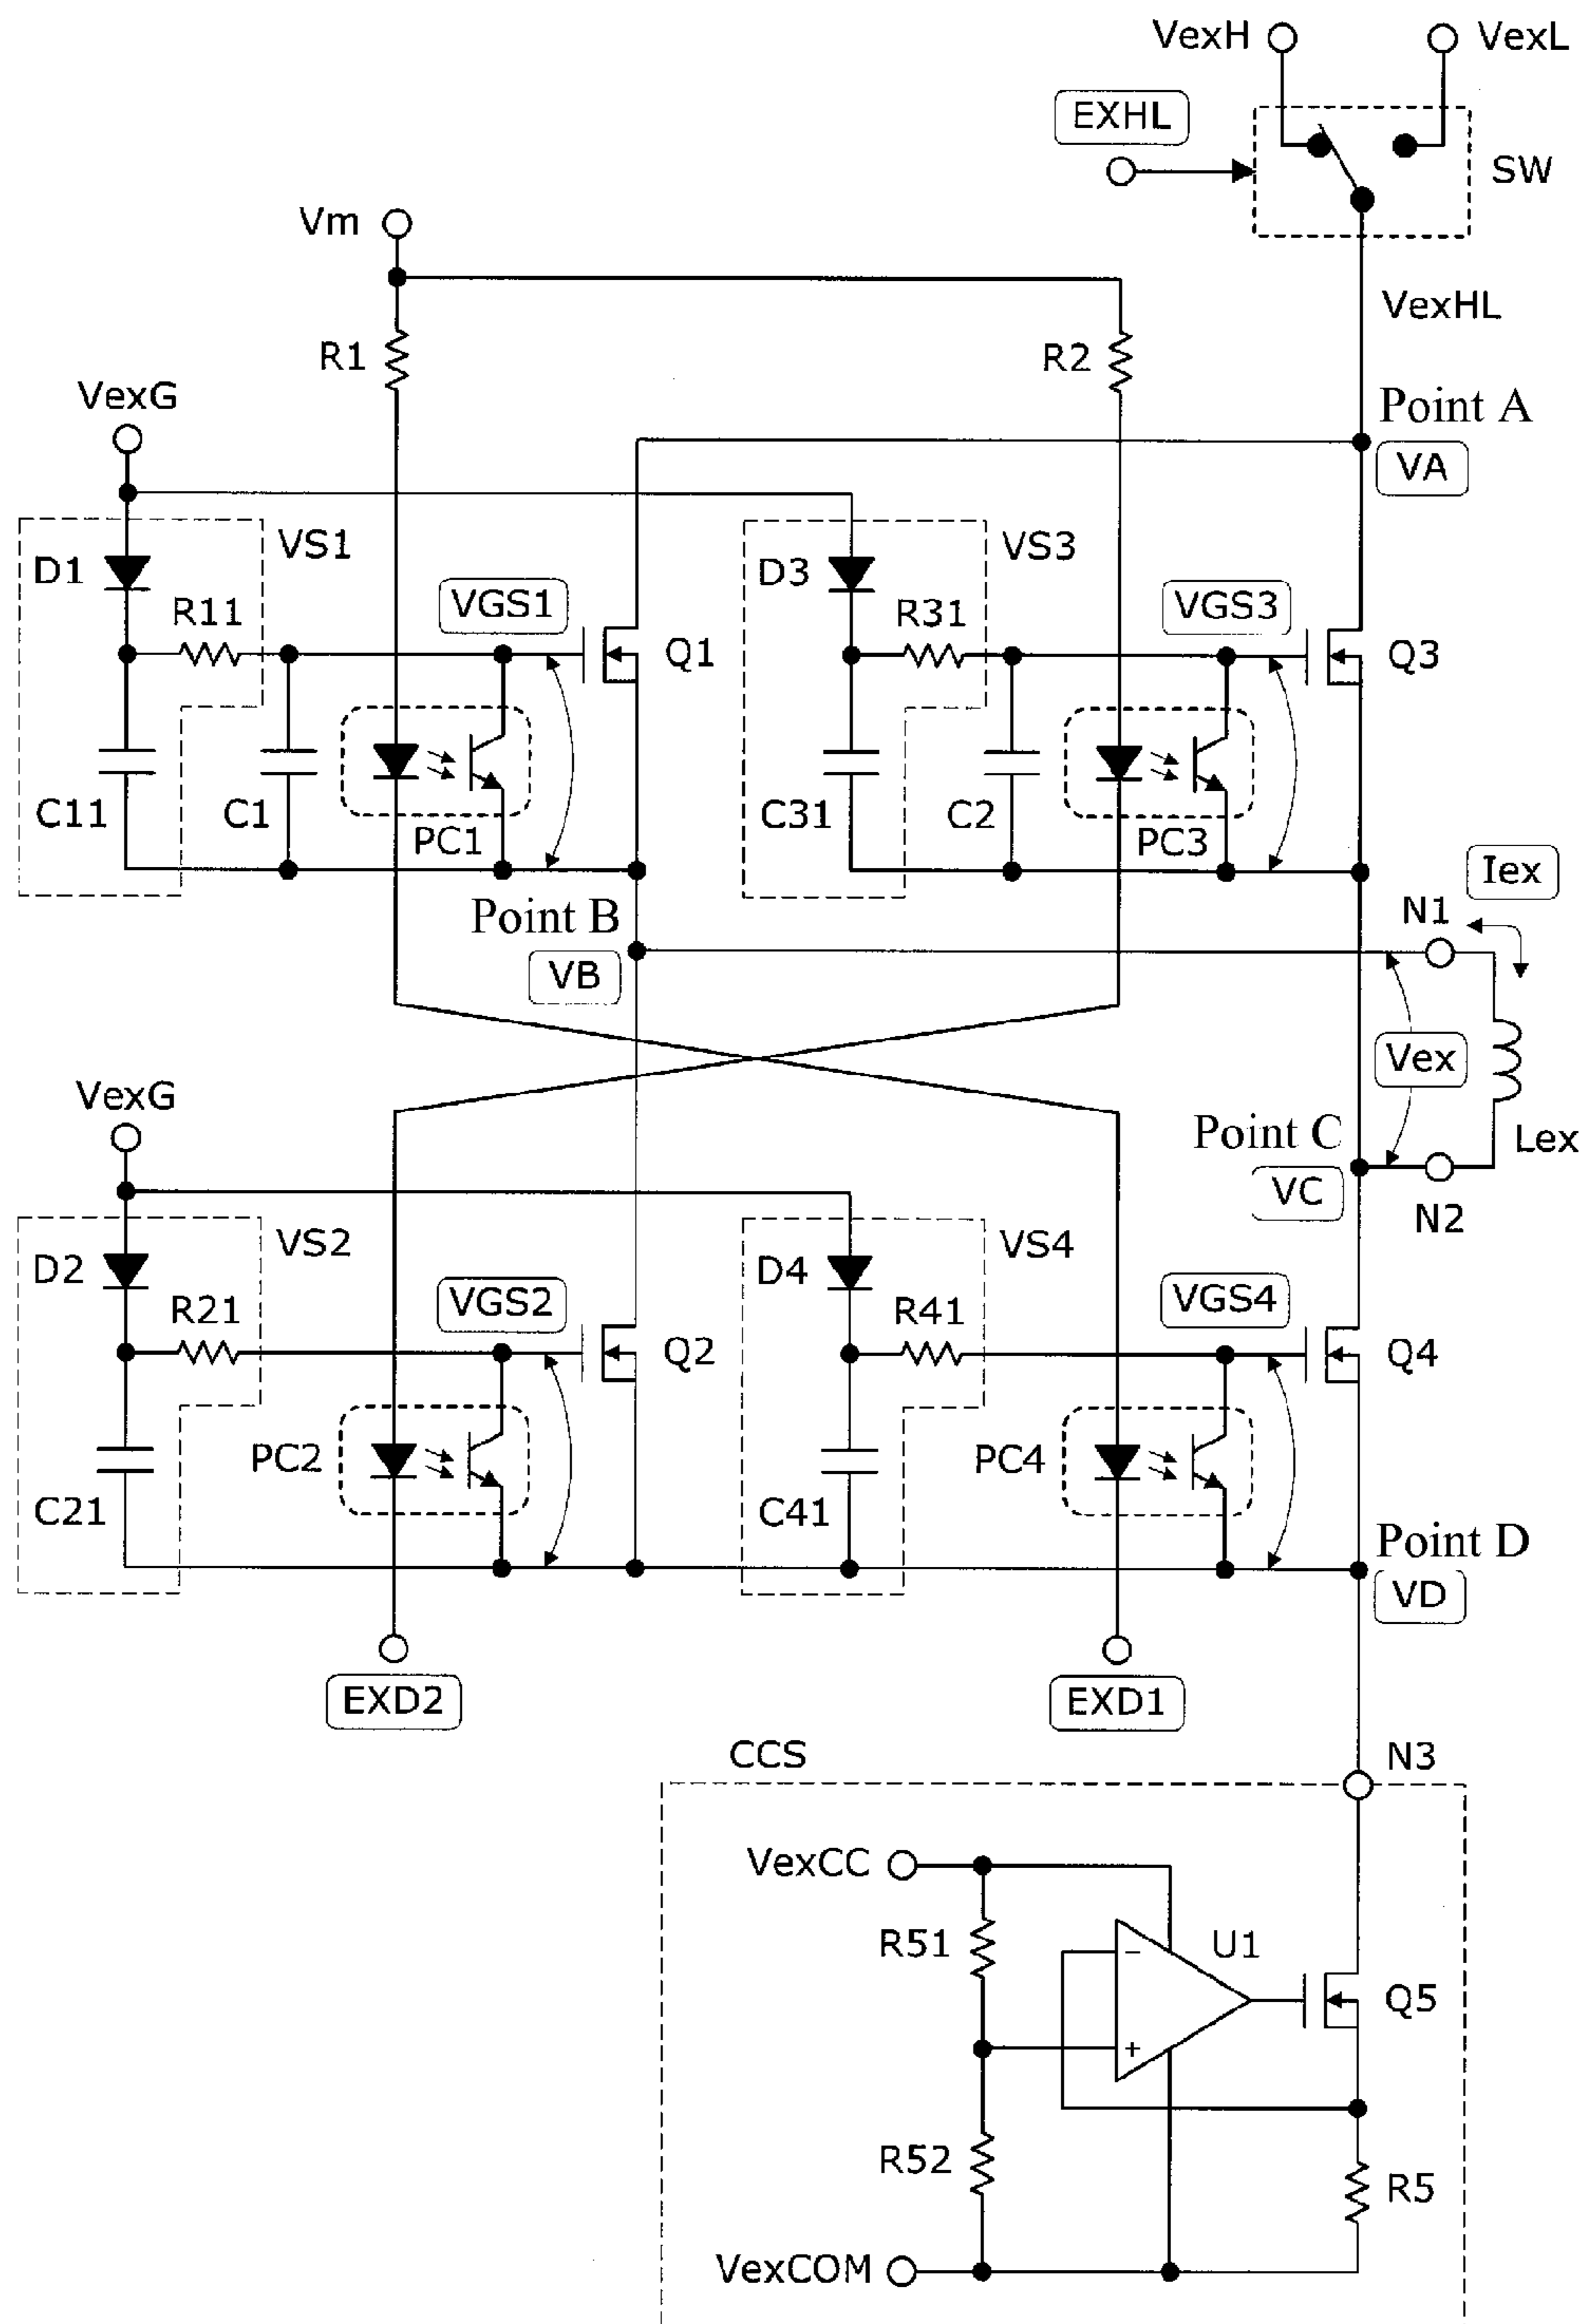 VexH
VexL
EXHL
SW
Vm
VexHL
R1
R2
VexG
Point A
VA
VS1
D1
R11
VGS1
Q1
VS3
D3
R31
VGS3
Q3
C11
C1
PC1
C31
C2
PC3
Iex
N1
Point B
VB
Vex
VexG
Point C
VC
Lex
N2
VS2
D2
R21
VGS2
Q2
VS4
D4
R41
VGS4
Q4
PC2
C21
PC4
C41
Point D
VD
EXD2
EXD1
CCS
N3
VexCC
R51
−
U1
Q5
+
R52
R5
VexCOM